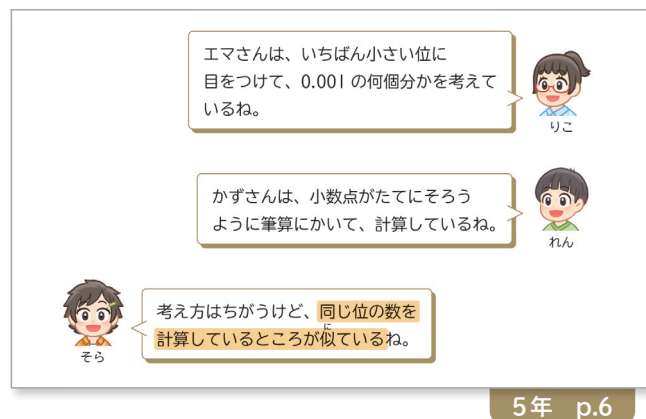 エマさんは、いちばん小さい位に
目をつけて、0.001の何個分かを考えて
いるね。
りこ
かずさんは、小数点がたてにそろう
ように筆算にかいて、計算しているね。
れん
考え方はちがうけど、同じ位の数を
に
計算しているところが似ているね。
そら
5年 p.6